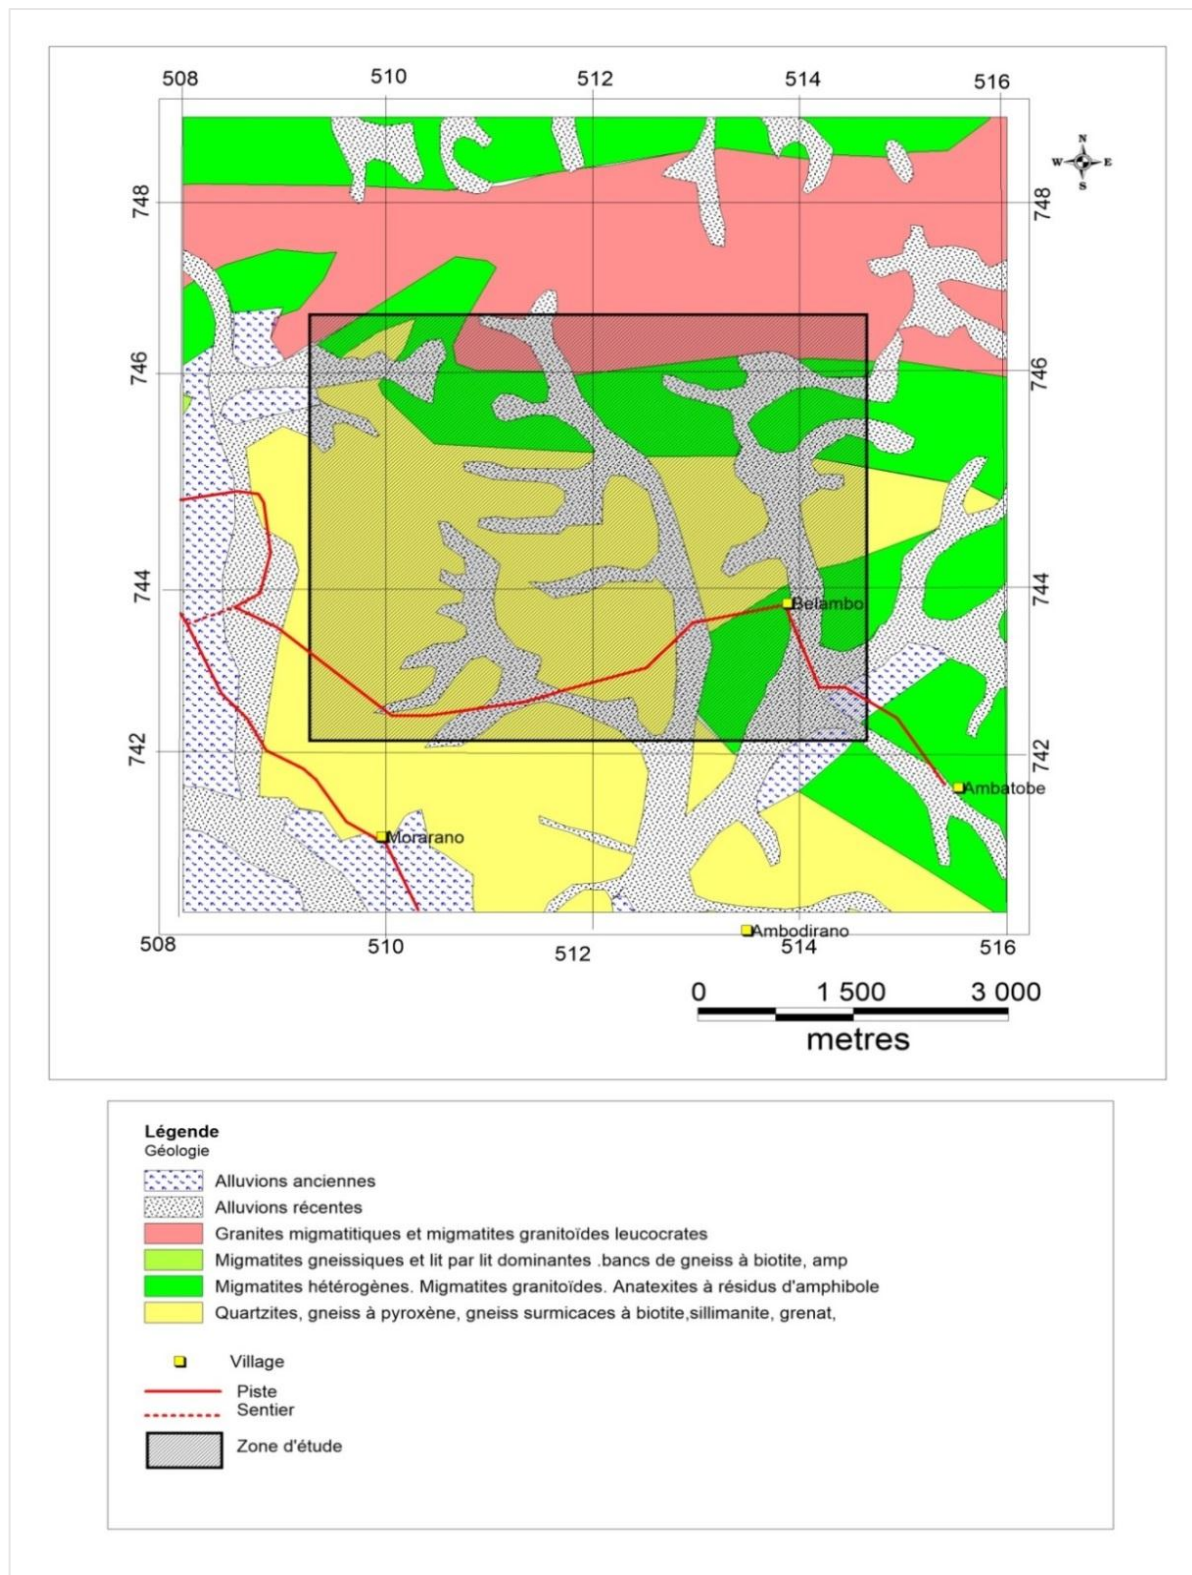 508 510 512 514 516
N
W E
S
748 748
746 746
744 744
Belambo
742 742
Ambatobe
Morarano
Ambodirano
508 510 512 514 516
0 1 500 3 000
metres
Légende
Géologie
Alluvions anciennes
Alluvions récentes
Granites migmatitiques et migmatites granitoïdes leucocrates
Migmatites gneissiques et lit par lit dominantes .bancs de gneiss à biotite, amp
Migmatites hétérogènes. Migmatites granitoïdes. Anatexites à résidus d'amphibole
Quartzites, gneiss à pyroxène, gneiss surmicaces à biotite,sillimanite, grenat,
Village
Piste
Sentier
Zone d'étude